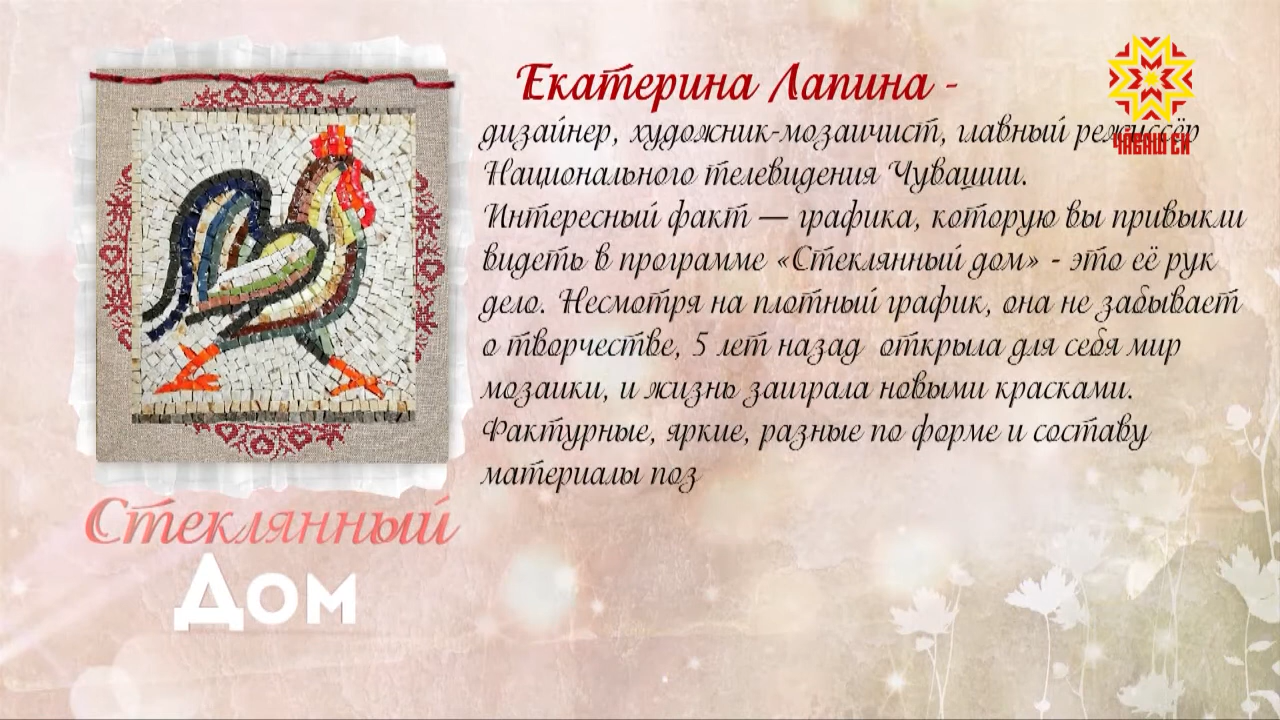 Екатерина Лапина -
дизайнер, художник-мозаичист, главный режиссёр
Национального телевидения Чувашии.
Интересный факт — графика, которую вы привыкли
видеть в программе «Стеклянный дом» - это её рук
дело. Несмотря на плотный график, она не забывает
о творчестве, 5 лет назад открыла для себя мир
мозаики, и жизнь заиграла новыми красками.
Фактурные, яркие, разные по форме и составу
материалы поз
Стеклянный
Дом
ЧӐВАШ ЕН